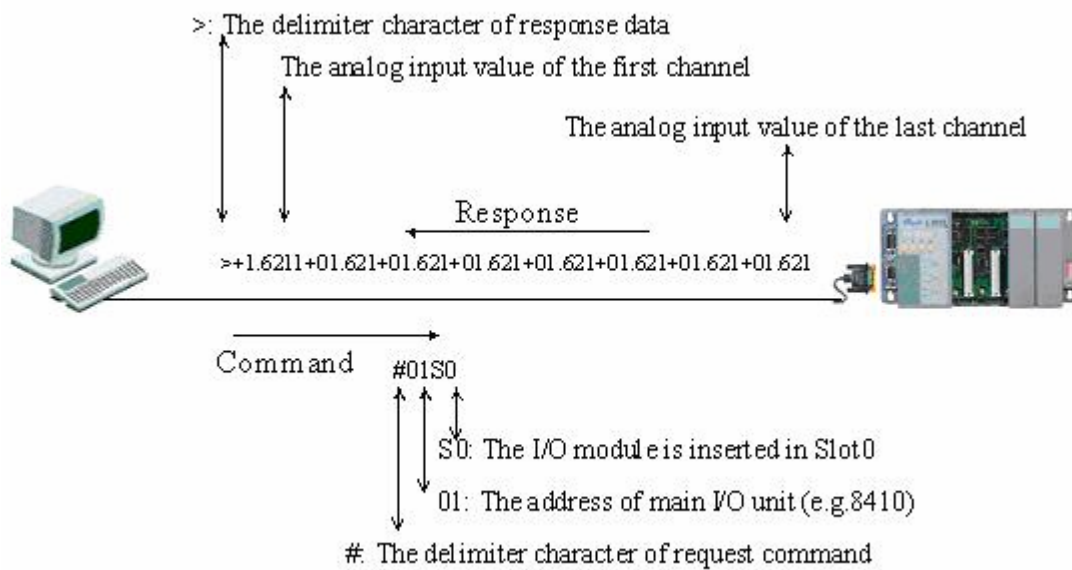 >: The delimiter character of response data
The analog input value of the first channel
The analog input value of the last channel
Response
>+1.6211+01.621+01.621+01.621+01.621+01.621+01.621+01.621
Command
#01S0
S0: The I/O module is inserted in Slot0
01: The address of main I/O unit (e.g.8410)
#: The delimiter character of request command